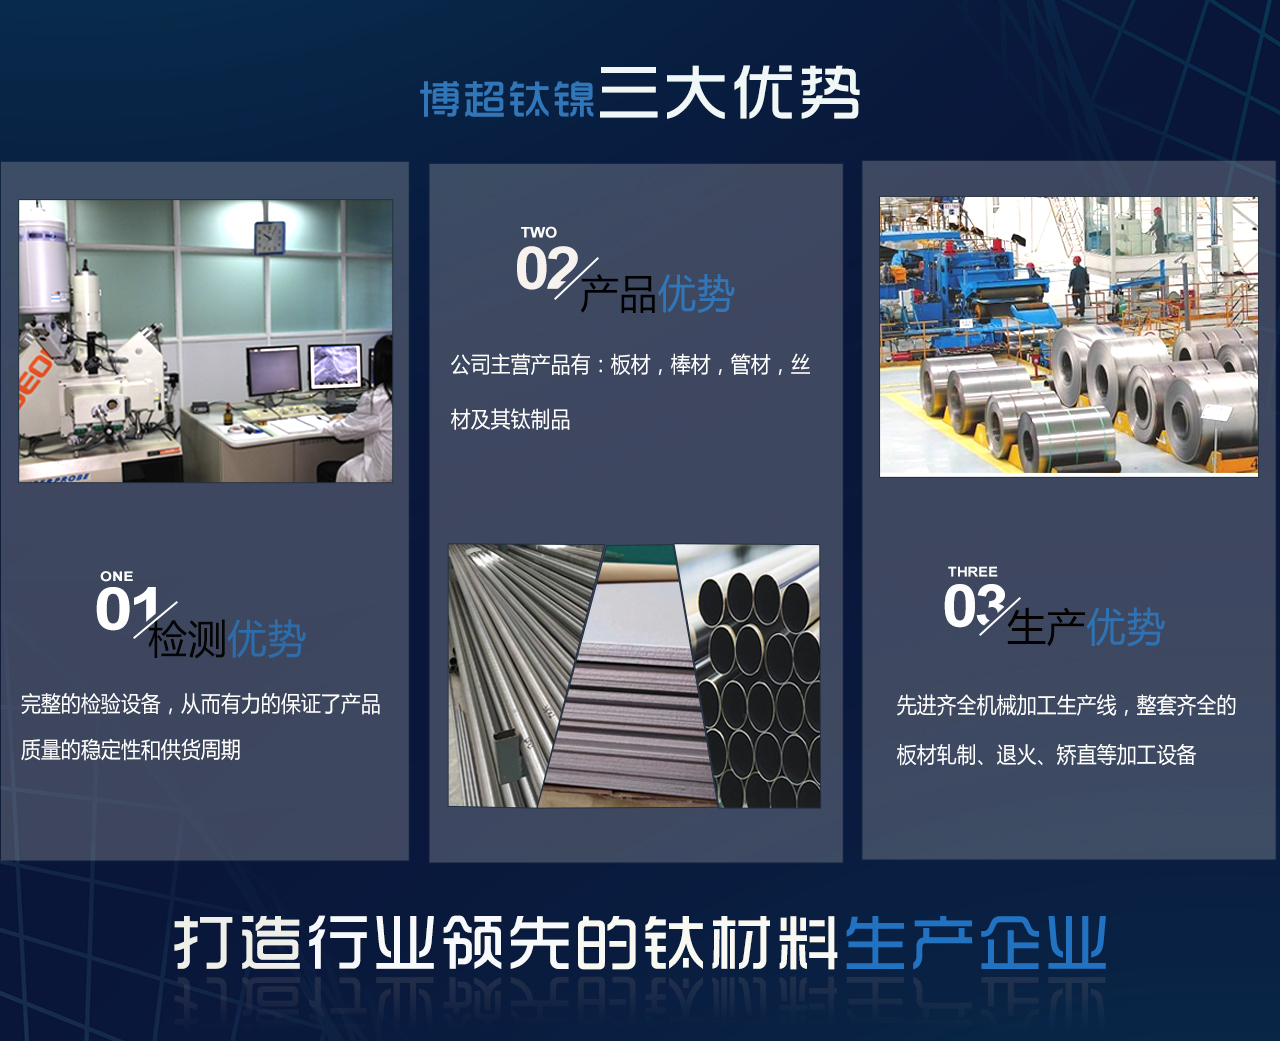 博超钛镍三大优势
ONE
01
检测优势
完整的检验设备，从而有力的保证了产品
质量的稳定性和供货周期
TWO
02
产品优势
公司主营产品有：板材，棒材，管材，丝
材及其钛制品
THREE
03
生产优势
先进齐全机械加工生产线，整套齐全的
板材轧制、退火、矫直等加工设备
打造行业领先的钛材料生产企业